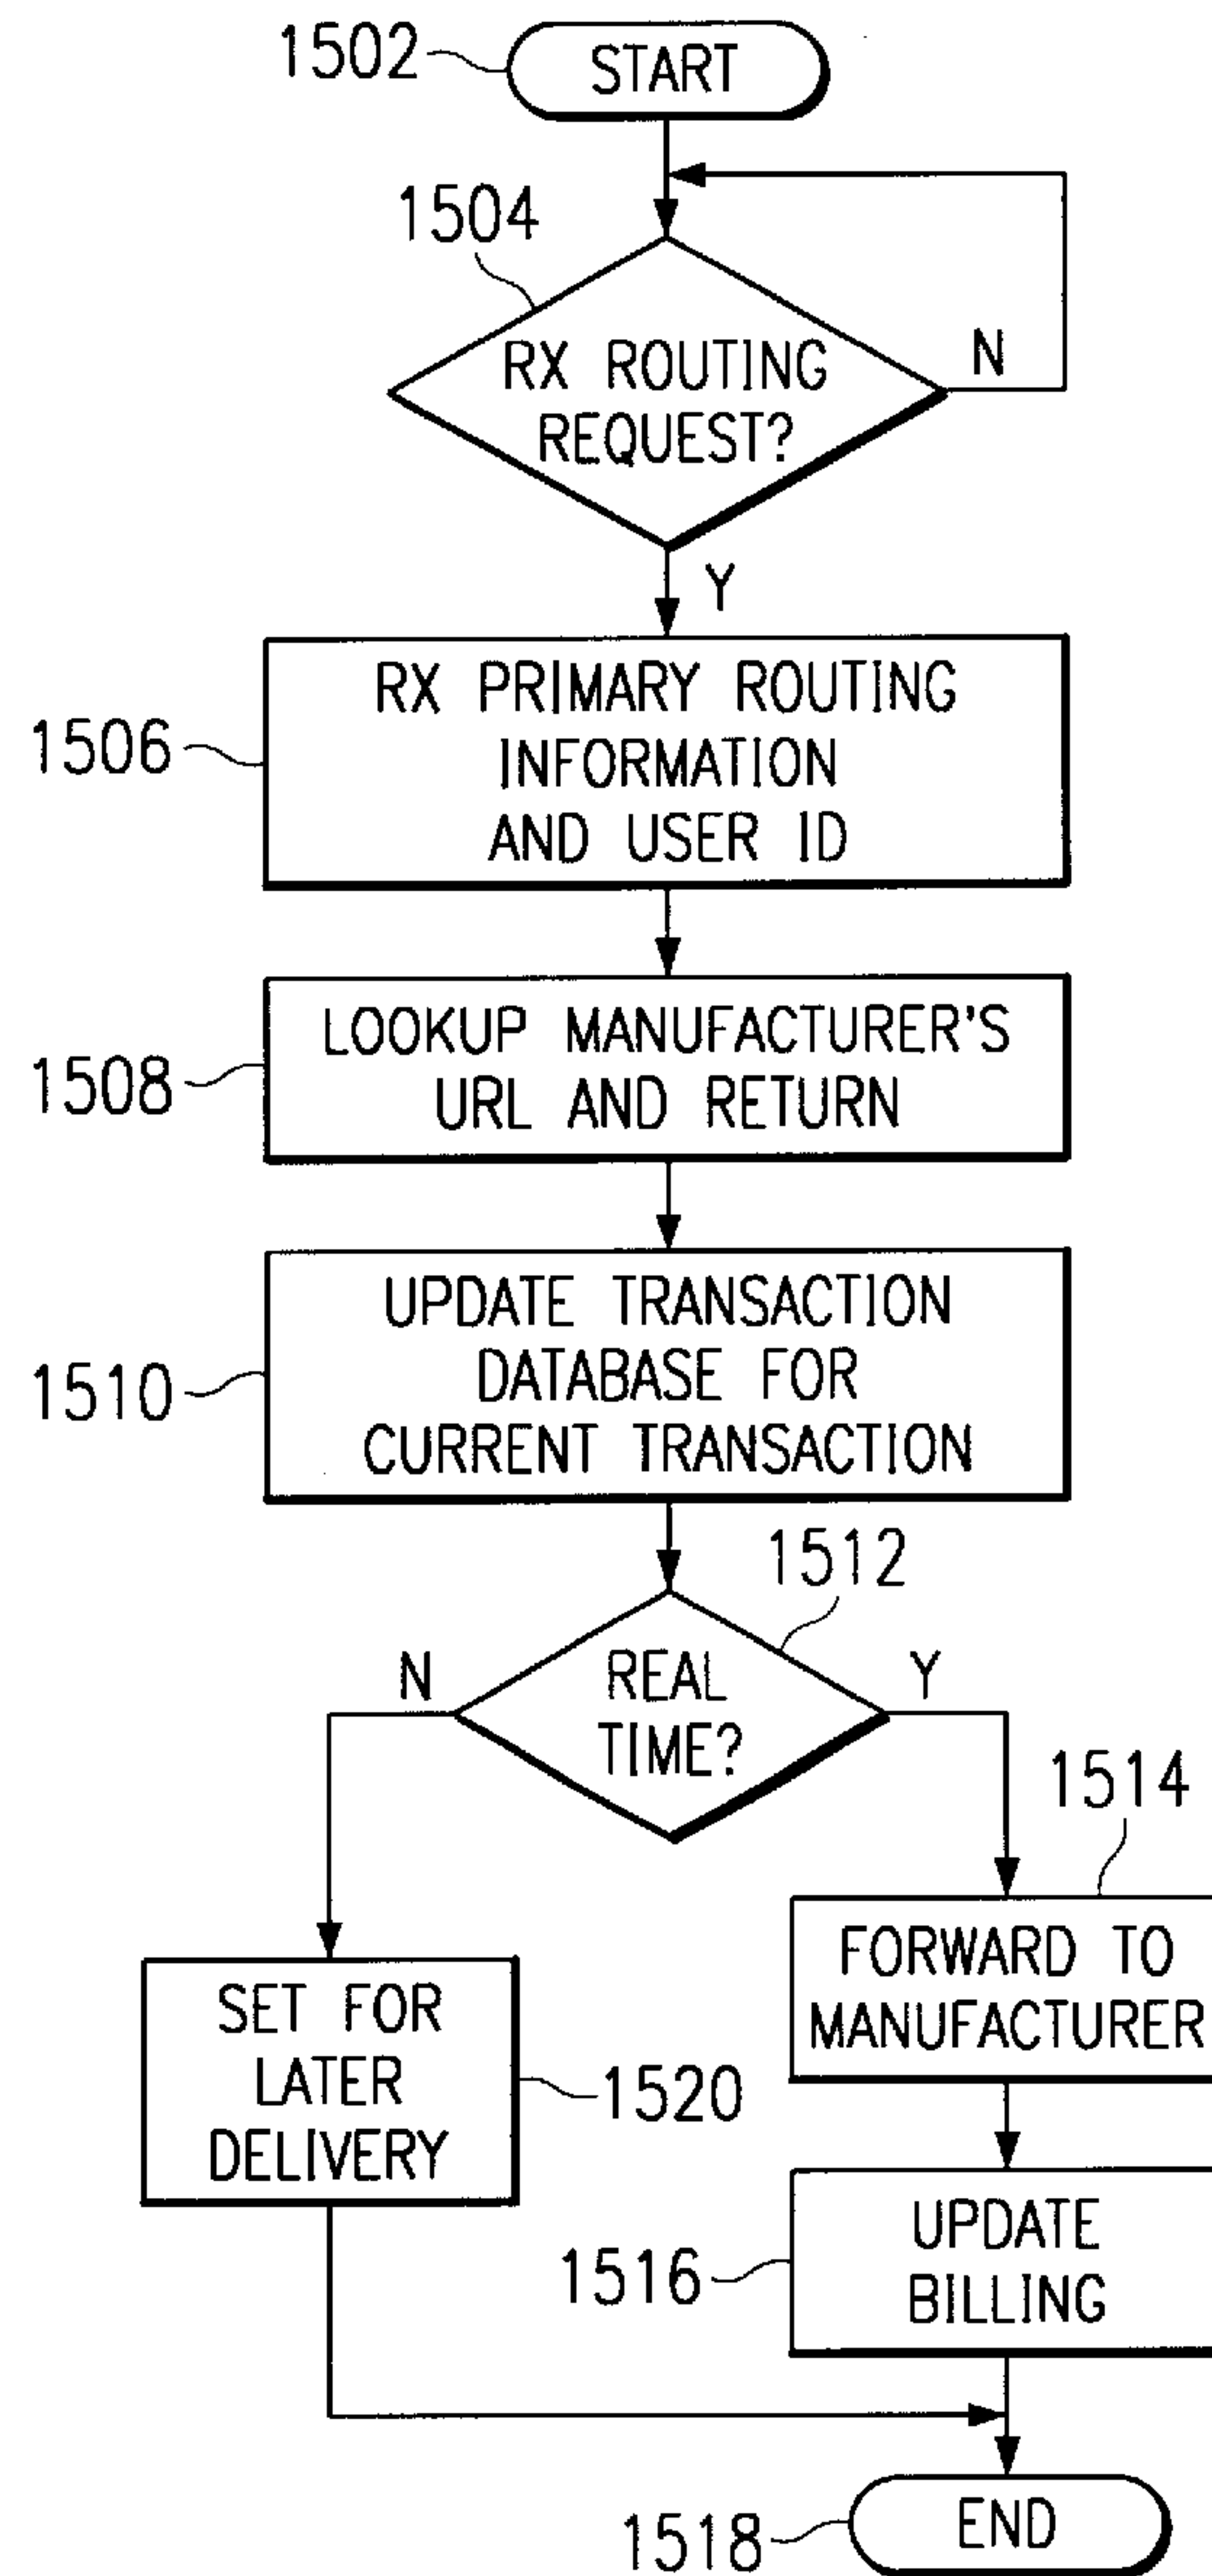 1502
START
1504
RX ROUTING
REQUEST?
N
Y
1506
RX PRIMARY ROUTING
INFORMATION
AND USER ID
1508
LOOKUP MANUFACTURER'S
URL AND RETURN
1510
UPDATE TRANSACTION
DATABASE FOR
CURRENT TRANSACTION
1512
N
REAL
TIME?
Y
1514
FORWARD TO
MANUFACTURER
SET FOR
LATER
DELIVERY
1520
1516
UPDATE
BILLING
1518
END